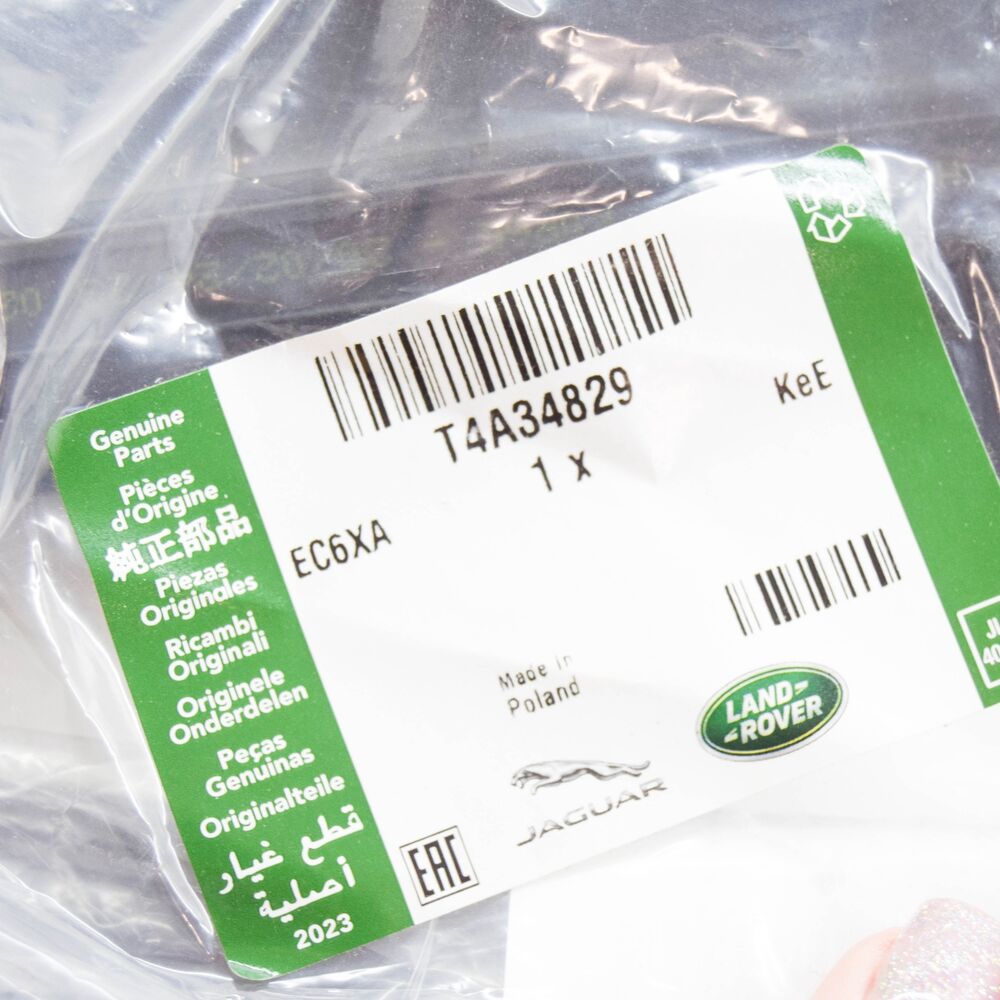 T4A34829
1 x
KeE
EC6XA
Made in
Poland
LAND-
-ROVER
JAGUAR
EAC
Genuine
Parts
Pièces
d'Origine
純正部品
Piezas
Originales
Ricambi
Originali
Originele
Onderdelen
Peças
Genuinas
Originalteile
قطع غيار
أصلية
2023